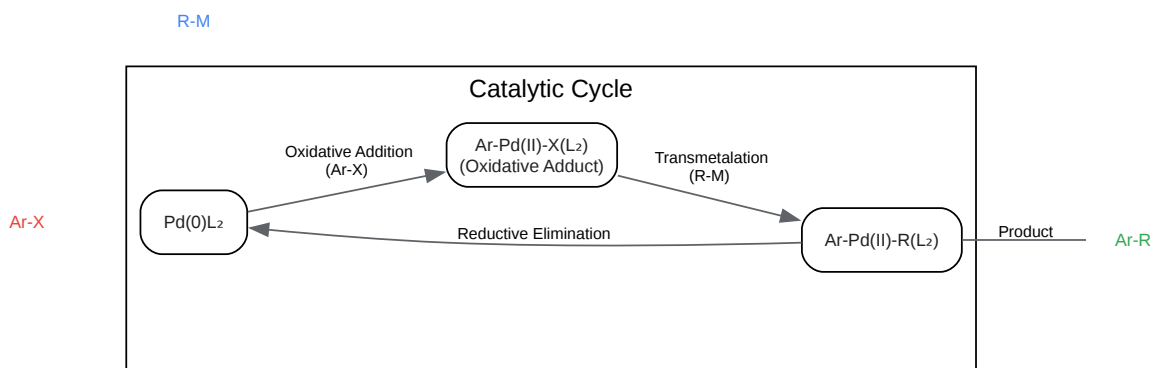 R-M
Catalytic Cycle
Oxidative Addition
(Ar-X)
Ar-Pd(II)-X(L₂)
(Oxidative Adduct)
Transmetalation
(R-M)
Ar-X
Pd(0)L₂
Reductive Elimination
Ar-Pd(II)-R(L₂)
Product
Ar-R